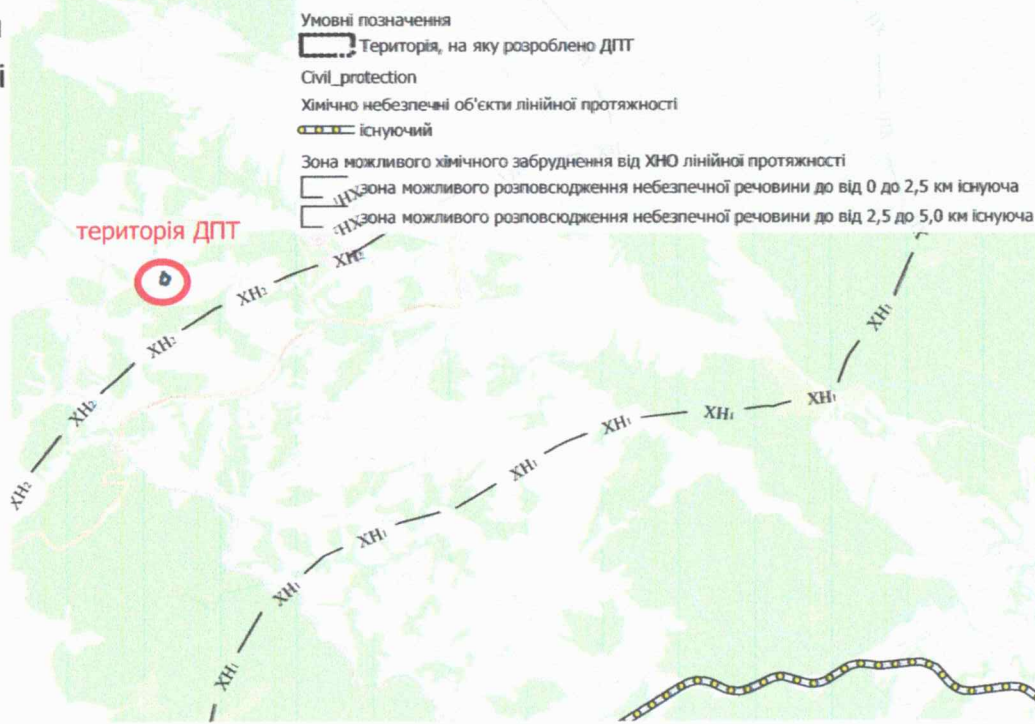 і
Умовні позначення
Територія, на яку розроблено ДПТ
Civil_protection
Хімічно небезпечні об'єкти лінійної протяжності
існуючий
Зона можливого хімічного забруднення від ХНО лінійної протяжності
зона можливого розповсюдження небезпечної речовини до від 0 до 2,5 км існуюча
зона можливого розповсюдження небезпечної речовини до від 2,5 до 5,0 км існуюча
територія ДПТ
ХН₂
ХН₂
ХН₂
ХН₂
ХН₂
ХН₁
ХН₁
ХН₁
ХН₁
ХН₁
ХН₁
ХН₁
ХН₁